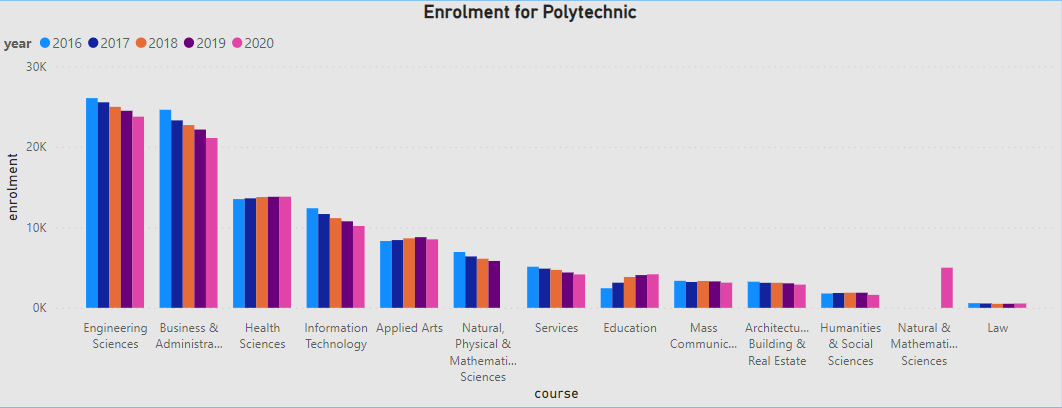 Enrolment for Polytechnic
year 2016 2017 2018 2019 2020
30K
20K
10K
0K
enrolment
Engineering
Sciences
Business &
Administra...
Health
Sciences
Information
Technology
Applied Arts
Natural,
Physical &
Mathemati...
Sciences
Services
Education
Mass
Communic...
Architectu...
Building &
Real Estate
Humanities
& Social
Sciences
Natural &
Mathemati...
Sciences
Law
course